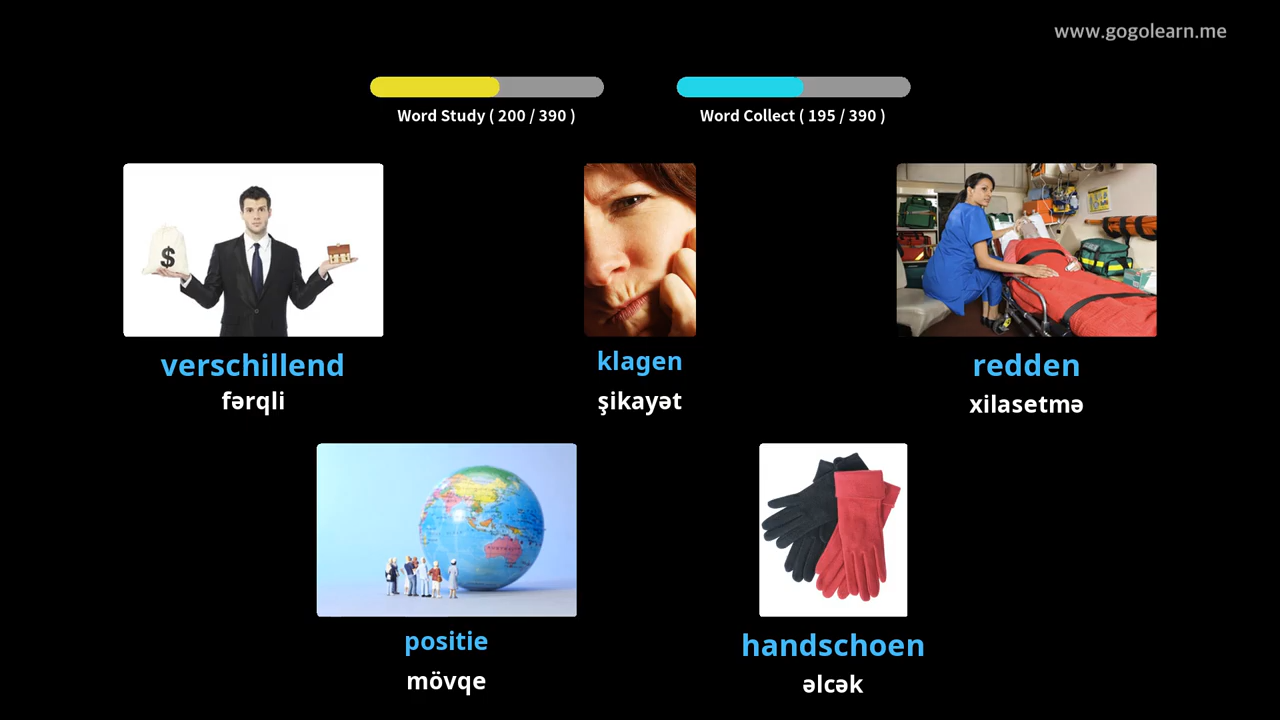 www.gogolearn.me
Word Study ( 200 / 390 )
Word Collect ( 195 / 390 )
$
verschillend
fərqli
klagen
şikayət
redden
xilasetmə
positie
mövqe
handschoen
əlcək